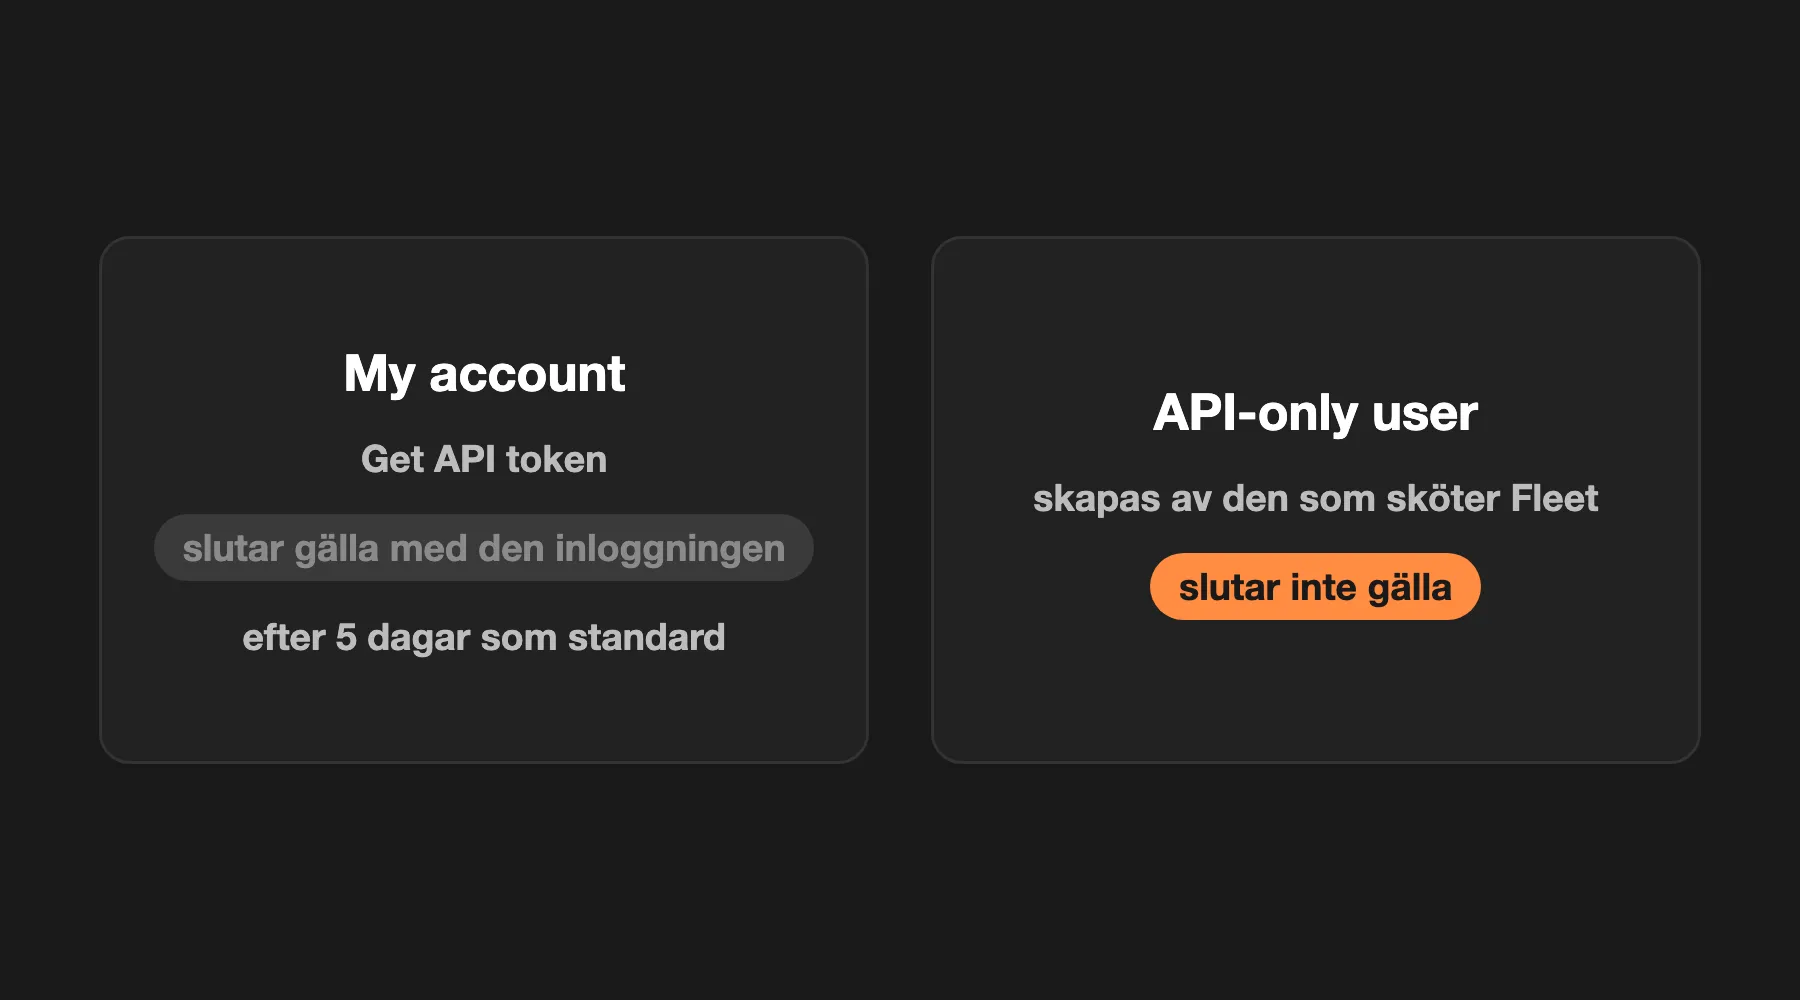 My account
Get API token
slutar gälla med den inloggningen
efter 5 dagar som standard
API-only user
skapas av den som sköter Fleet
slutar inte gälla